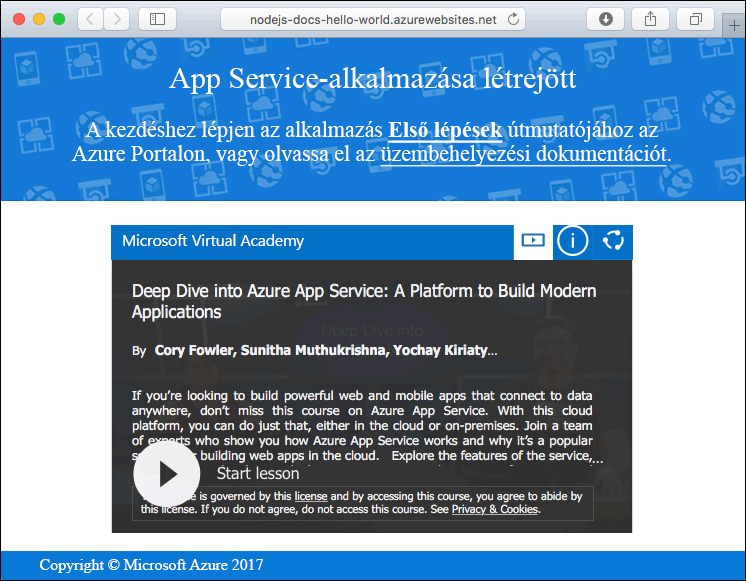 nodejs-docs-hello-world.azurewebsites.net
App Service-alkalmazása létrejött
A kezdéshez lépjen az alkalmazás Első lépések útmutatójához az
Azure Portalon, vagy olvassa el az üzembehelyezési dokumentációt.
Microsoft Virtual Academy
Deep Dive into Azure App Service: A Platform to Build Modern
Applications
Deep Dive into
By Cory Fowler, Sunitha Muthukrishna, Yochay Kiriaty...
If you're looking to build powerful web and mobile apps that connect to data
anywhere, don't miss this course on Azure App Service. With this cloud
platform, you can do just that, either in the cloud or on-premises. Join a team
of experts who show you how Azure App Service works and why it's a popular
building web apps in the cloud. Explore the features of the service,...
Start lesson
is governed by this license and by accessing this course, you agree to abide by
this license. If you do not agree, do not access this course. See Privacy & Cookies.
Copyright © Microsoft Azure 2017